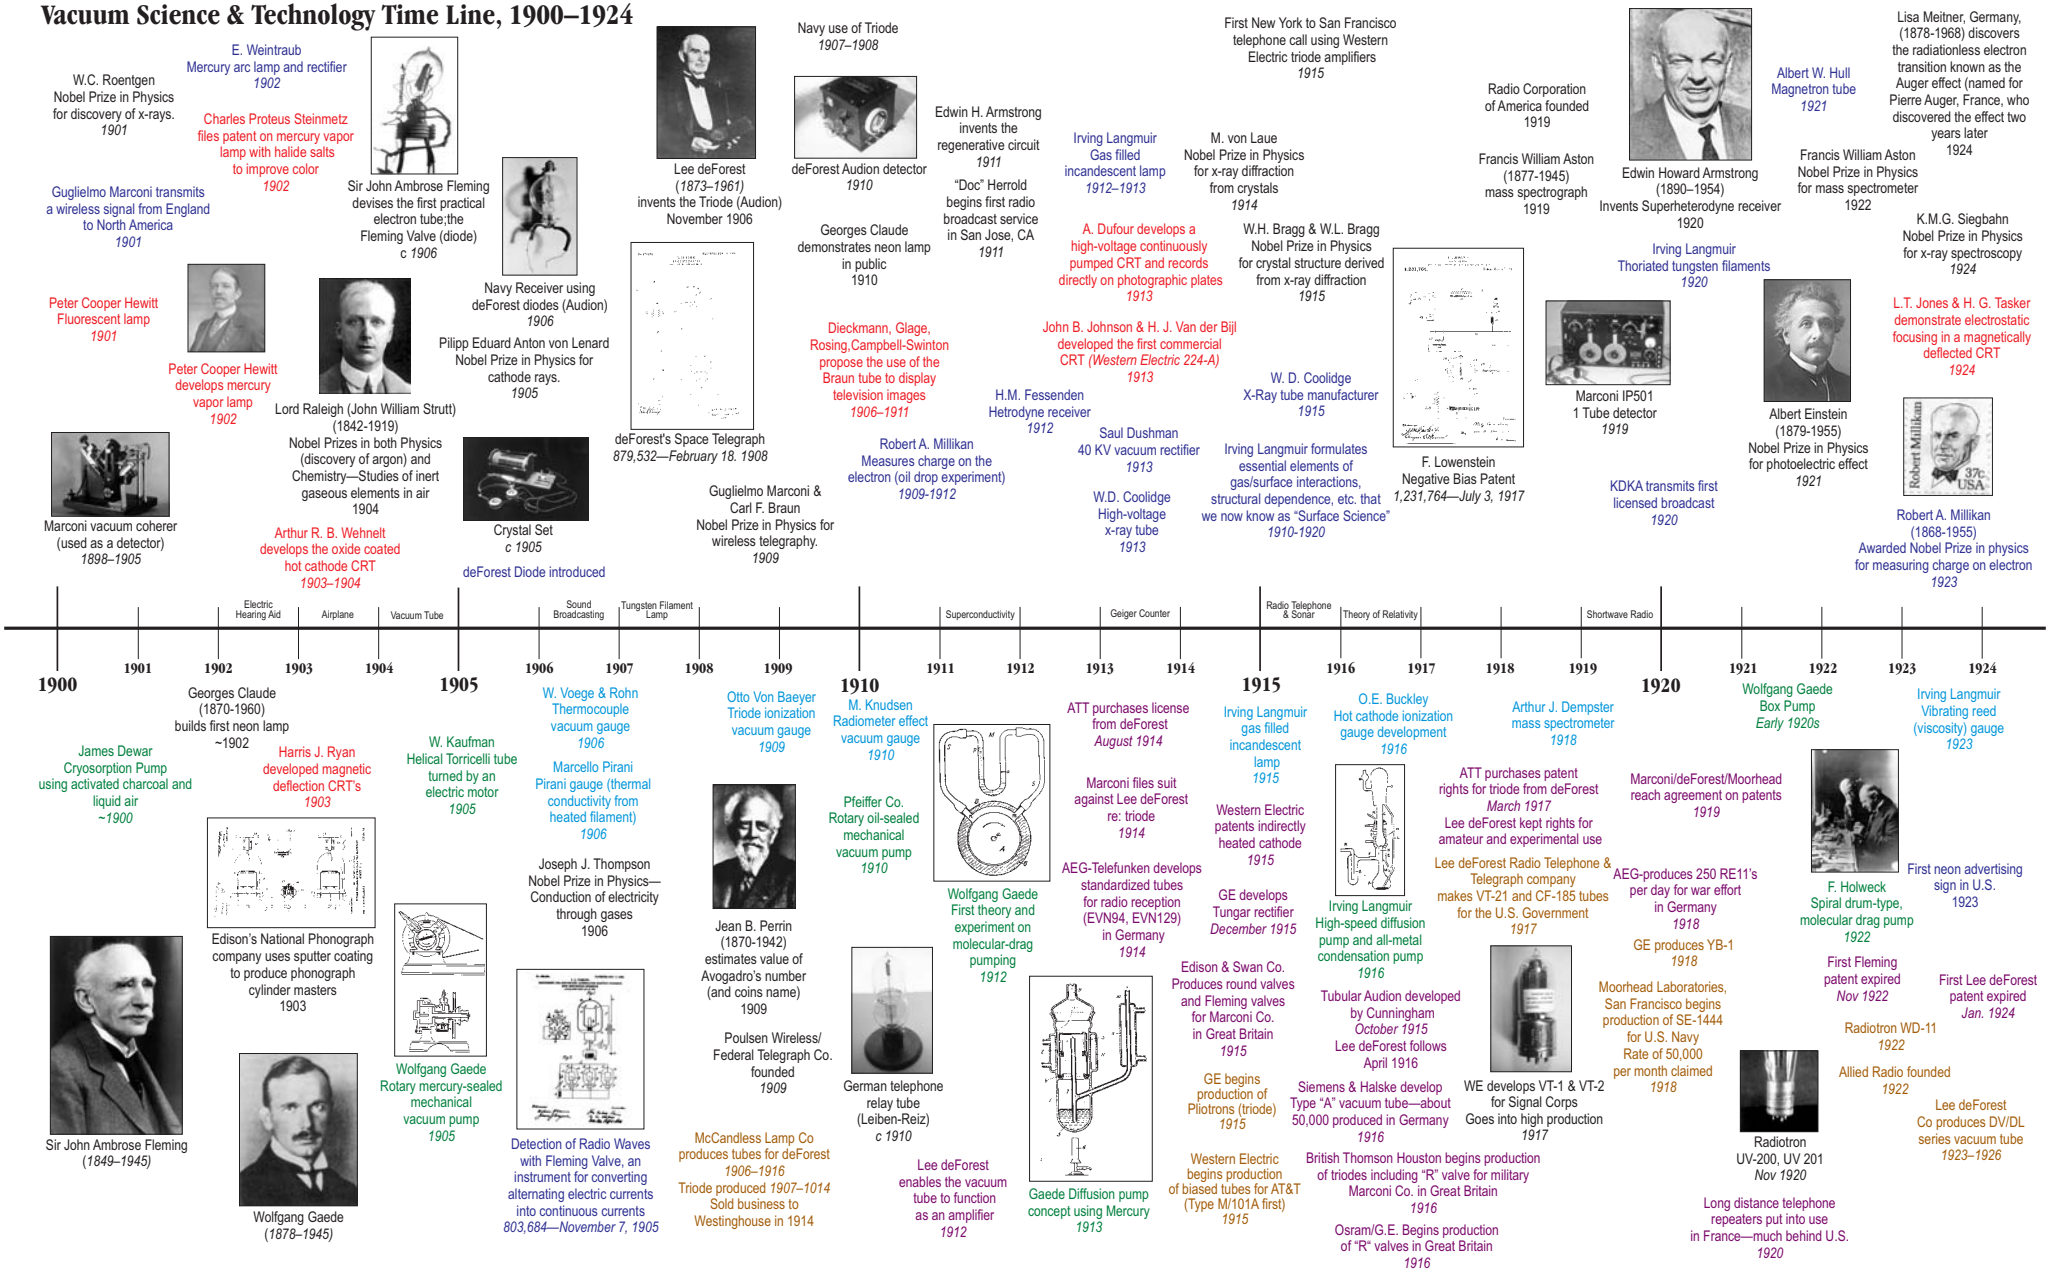 Vacuum Science & Technology Time Line, 1900–1924
W.C. Roentgen
Nobel Prize in Physics
for discovery of x-rays.
1901
E. Weintraub
Mercury arc lamp and rectifier
1902
Charles Proteus Steinmetz
files patent on mercury vapor
lamp with halide salts
to improve color
1902
Guglielmo Marconi transmits
a wireless signal from England
to North America
1901
Peter Cooper Hewitt
Fluorescent lamp
1901
Peter Cooper Hewitt
develops mercury
vapor lamp
1902
Marconi vacuum coherer
(used as a detector)
1898–1905
Sir John Ambrose Fleming
devises the first practical
electron tube;the
Fleming Valve (diode)
c 1906
Lord Raleigh (John William Strutt)
(1842-1919)
Nobel Prizes in both Physics
(discovery of argon) and
Chemistry—Studies of inert
gaseous elements in air
1904
Arthur R. B. Wehnelt
develops the oxide coated
hot cathode CRT
1903–1904
Navy Receiver using
deForest diodes (Audion)
1906
Pilipp Eduard Anton von Lenard
Nobel Prize in Physics for
cathode rays.
1905
Crystal Set
c 1905
deForest Diode introduced
Lee deForest
(1873–1961)
invents the Triode (Audion)
November 1906
deForest's Space Telegraph
879,532—February 18. 1908
Guglielmo Marconi &
Carl F. Braun
Nobel Prize in Physics for
wireless telegraphy.
1909
Navy use of Triode
1907–1908
deForest Audion detector
1910
Georges Claude
demonstrates neon lamp
in public
1910
Dieckmann, Glage,
Rosing,Campbell-Swinton
propose the use of the
Braun tube to display
television images
1906–1911
Robert A. Millikan
Measures charge on the
electron (oil drop experiment)
1909-1912
Edwin H. Armstrong
invents the
regenerative circuit
1911
“Doc” Herrold
begins first radio
broadcast service
in San Jose, CA
1911
H.M. Fessenden
Hetrodyne receiver
1912
Irving Langmuir
Gas filled
incandescent lamp
1912–1913
A. Dufour develops a
high-voltage continuously
pumped CRT and records
directly on photographic plates
1913
John B. Johnson & H. J. Van der Bijl
developed the first commercial
CRT (Western Electric 224-A)
1913
Saul Dushman
40 KV vacuum rectifier
1913
W.D. Coolidge
High-voltage
x-ray tube
1913
First New York to San Francisco
telephone call using Western
Electric triode amplifiers
1915
M. von Laue
Nobel Prize in Physics
for x-ray diffraction
from crystals
1914
W.H. Bragg & W.L. Bragg
Nobel Prize in Physics
for crystal structure derived
from x-ray diffraction
1915
W. D. Coolidge
X-Ray tube manufacturer
1915
Irving Langmuir formulates
essential elements of
gas/surface interactions,
structural dependence, etc. that
we now know as “Surface Science”
1910-1920
1,231,764.
F. Lowenstein
Negative Bias Patent
1,231,764—July 3, 1917
Radio Corporation
of America founded
1919
Francis William Aston
(1877-1945)
mass spectrograph
1919
Marconi IP501
1 Tube detector
1919
Edwin Howard Armstrong
(1890–1954)
Invents Superheterodyne receiver
1920
Irving Langmuir
Thoriated tungsten filaments
1920
KDKA transmits first
licensed broadcast
1920
Albert W. Hull
Magnetron tube
1921
Francis William Aston
Nobel Prize in Physics
for mass spectrometer
1922
Albert Einstein
(1879-1955)
Nobel Prize in Physics
for photoelectric effect
1921
Lisa Meitner, Germany,
(1878-1968) discovers
the radiationless electron
transition known as the
Auger effect (named for
Pierre Auger, France, who
discovered the effect two
years later
1924
K.M.G. Siegbahn
Nobel Prize in Physics
for x-ray spectroscopy
1924
L.T. Jones & H. G. Tasker
demonstrate electrostatic
focusing in a magnetically
deflected CRT
1924
Robert Millikan
37c
USA
Robert A. Millikan
(1868-1955)
Awarded Nobel Prize in physics
for measuring charge on electron
1923
Electric
Hearing Aid
Airplane
Vacuum Tube
Sound
Broadcasting
Tungsten Filament
Lamp
Superconductivity
Geiger Counter
Radio Telephone
& Sonar
Theory of Relativity
Shortwave Radio
1900
1901
1902
1903
1904
1905
1906
1907
1908
1909
1910
1911
1912
1913
1914
1915
1916
1917
1918
1919
1920
1921
1922
1923
1924
James Dewar
Cryosorption Pump
using activated charcoal and
liquid air
~1900
Georges Claude
(1870-1960)
builds first neon lamp
~1902
Harris J. Ryan
developed magnetic
deflection CRT's
1903
Edison’s National Phonograph
company uses sputter coating
to produce phonograph
cylinder masters
1903
Sir John Ambrose Fleming
(1849–1945)
Wolfgang Gaede
(1878–1945)
W. Kaufman
Helical Torricelli tube
turned by an
electric motor
1905
Wolfgang Gaede
Rotary mercury-sealed
mechanical
vacuum pump
1905
W. Voege & Rohn
Thermocouple
vacuum gauge
1906
Marcello Pirani
Pirani gauge (thermal
conductivity from
heated filament)
1906
Joseph J. Thompson
Nobel Prize in Physics—
Conduction of electricity
through gases
1906
Detection of Radio Waves
with Fleming Valve, an
instrument for converting
alternating electric currents
into continuous currents
803,684—November 7, 1905
Otto Von Baeyer
Triode ionization
vacuum gauge
1909
Jean B. Perrin
(1870-1942)
estimates value of
Avogadro’s number
(and coins name)
1909
Poulsen Wireless/
Federal Telegraph Co.
founded
1909
McCandless Lamp Co
produces tubes for deForest
1906–1916
Triode produced 1907–1014
Sold business to
Westinghouse in 1914
M. Knudsen
Radiometer effect
vacuum gauge
1910
Pfeiffer Co.
Rotary oil-sealed
mechanical
vacuum pump
1910
German telephone
relay tube
(Leiben-Reiz)
c 1910
Wolfgang Gaede
First theory and
experiment on
molecular-drag
pumping
1912
Lee deForest
enables the vacuum
tube to function
as an amplifier
1912
ATT purchases license
from deForest
August 1914
Marconi files suit
against Lee deForest
re: triode
1914
AEG-Telefunken develops
standardized tubes
for radio reception
(EVN94, EVN129)
in Germany
1914
Gaede Diffusion pump
concept using Mercury
1913
Irving Langmuir
gas filled
incandescent
lamp
1915
Western Electric
patents indirectly
heated cathode
1915
GE develops
Tungar rectifier
December 1915
Edison & Swan Co.
Produces round valves
and Fleming valves
for Marconi Co.
in Great Britain
1915
GE begins
production of
Pliotrons (triode)
1915
Western Electric
begins production
of biased tubes for AT&T
(Type M/101A first)
1915
O.E. Buckley
Hot cathode ionization
gauge development
1916
Irving Langmuir
High-speed diffusion
pump and all-metal
condensation pump
1916
Tubular Audion developed
by Cunningham
October 1915
Lee deForest follows
April 1916
Siemens & Halske develop
Type “A” vacuum tube—about
50,000 produced in Germany
1916
British Thomson Houston begins production
of triodes including “R” valve for military
Marconi Co. in Great Britain
1916
Osram/G.E. Begins production
of “R“ valves in Great Britain
1916
Arthur J. Dempster
mass spectrometer
1918
ATT purchases patent
rights for triode from deForest
March 1917
Lee deForest kept rights for
amateur and experimental use
Lee deForest Radio Telephone &
Telegraph company
makes VT-21 and CF-185 tubes
for the U.S. Government
1917
WE develops VT-1 & VT-2
for Signal Corps
Goes into high production
1917
Marconi/deForest/Moorhead
reach agreement on patents
1919
AEG-produces 250 RE11’s
per day for war effort
in Germany
1918
GE produces YB-1
1918
Moorhead Laboratories,
San Francisco begins
production of SE-1444
for U.S. Navy
Rate of 50,000
per month claimed
1918
Wolfgang Gaede
Box Pump
Early 1920s
F. Holweck
Spiral drum-type,
molecular drag pump
1922
First Fleming
patent expired
Nov 1922
Radiotron WD-11
1922
Allied Radio founded
1922
Radiotron
UV-200, UV 201
Nov 1920
Long distance telephone
repeaters put into use
in France—much behind U.S.
1920
Irving Langmuir
Vibrating reed
(viscosity) gauge
1923
First neon advertising
sign in U.S.
1923
First Lee deForest
patent expired
Jan. 1924
Lee deForest
Co produces DV/DL
series vacuum tube
1923–1926